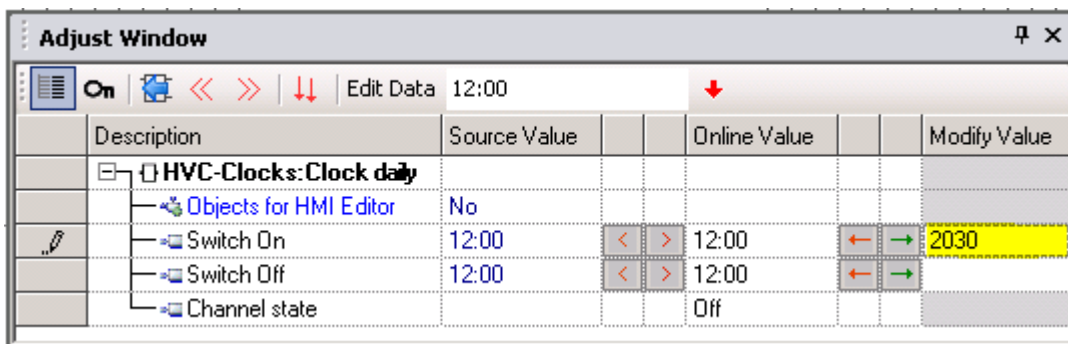 Adjust Window
Edit Data 12:00
Description Source Value Online Value Modify Value
HVC-Clocks:Clock daily
Objects for HMI Editor No
Switch On 12:00 < > 12:00 ← → 2030
Switch Off 12:00 < > 12:00 ← →
Channel state Off